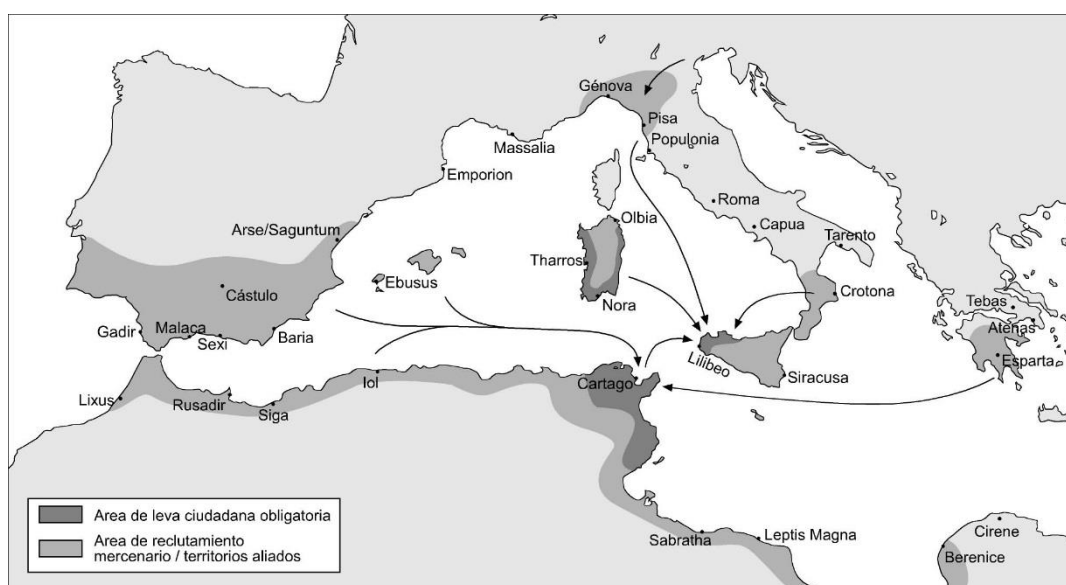 Génova
Pisa
Populonia
Massalia
Emporion
Roma
Olbia
Capua
Arse/Saguntum
Tarento
Tharros
Ebusus
Cástulo
Nora
Crotona
Tebas
Gadir
Malaca
Sexi
Baria
Atenas
Lilibeo
Esparta
Siracusa
Iol
Cartago
Lixus
Rusadir
Siga
Area de leva ciudadana obligatoria
Area de reclutamiento
mercenario / territorios aliados
Sabratha
Leptis Magna
Cirene
Berenice